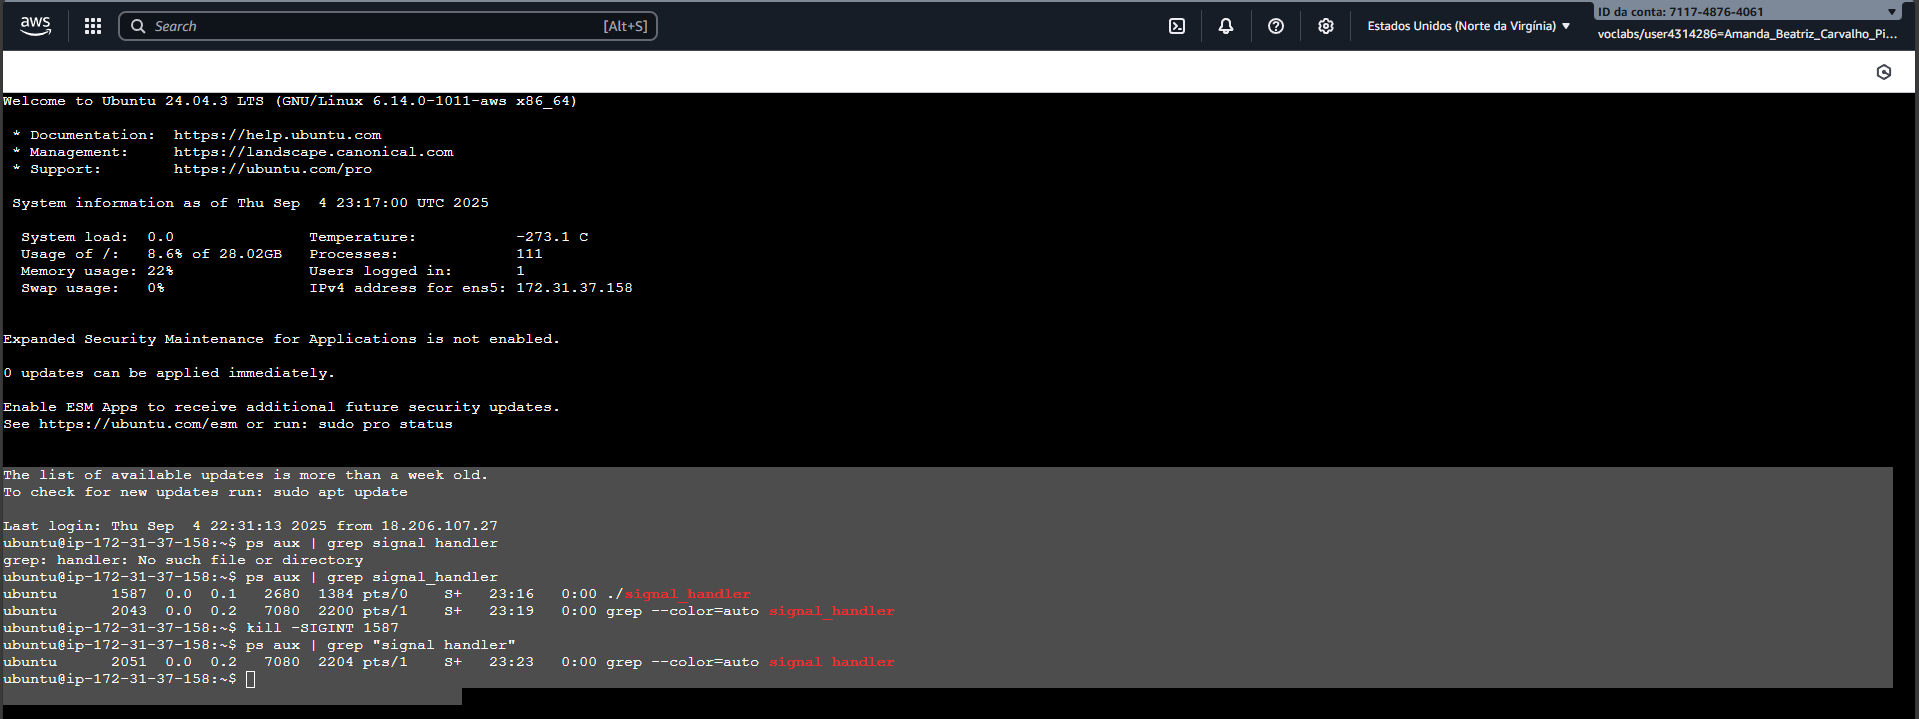 aws
Search [Alt+S]
Estados Unidos (Norte da Virgínia)
ID da conta: 7117-4876-4061
voclabs/user4314286=Amanda_Beatriz_Carvalho_Pi...
Welcome to Ubuntu 24.04.3 LTS (GNU/Linux 6.14.0-1011-aws x86_64)
* Documentation: https://help.ubuntu.com
* Management: https://landscape.canonical.com
* Support: https://ubuntu.com/pro
System information as of Thu Sep 4 23:17:00 UTC 2025
System load: 0.0 Temperature: -273.1 C
Usage of /: 8.6% of 28.02GB Processes: 111
Memory usage: 22% Users logged in: 1
Swap usage: 0% IPv4 address for ens5: 172.31.37.158
Expanded Security Maintenance for Applications is not enabled.
0 updates can be applied immediately.
Enable ESM Apps to receive additional future security updates.
See https://ubuntu.com/esm or run: sudo pro status
The list of available updates is more than a week old.
To check for new updates run: sudo apt update
Last login: Thu Sep 4 22:31:13 2025 from 18.206.107.27
ubuntu@ip-172-31-37-158:~$ ps aux | grep signal handler
grep: handler: No such file or directory
ubuntu@ip-172-31-37-158:~$ ps aux | grep signal_handler
ubuntu 1587 0.0 0.1 2680 1384 pts/0 S+ 23:16 0:00 ./signal_handler
ubuntu 2043 0.0 0.2 7080 2200 pts/1 S+ 23:19 0:00 grep --color=auto signal_handler
ubuntu@ip-172-31-37-158:~$ kill -SIGINT 1587
ubuntu@ip-172-31-37-158:~$ ps aux | grep "signal handler"
ubuntu 2051 0.0 0.2 7080 2204 pts/1 S+ 23:23 0:00 grep --color=auto signal handler
ubuntu@ip-172-31-37-158:~$